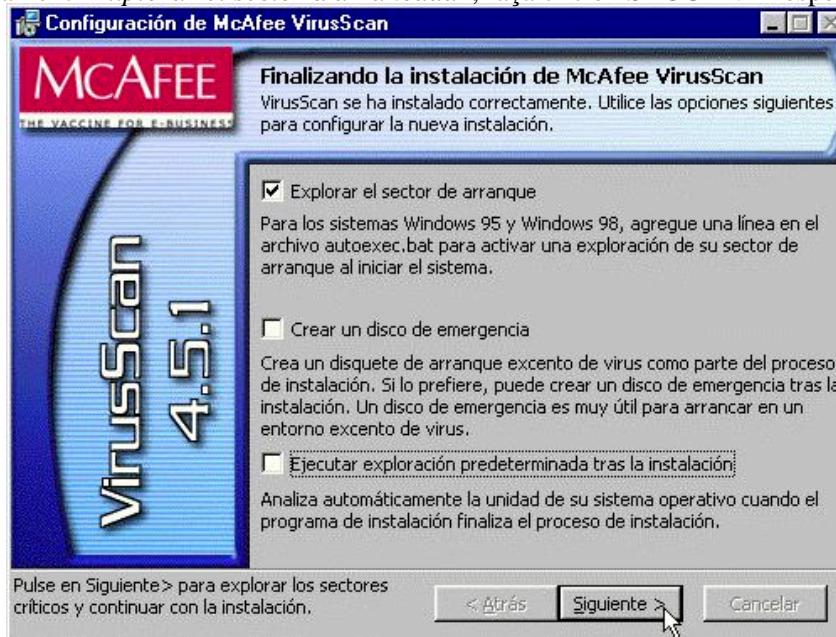 Configuración de McAfee VirusScan
MCAFEE
THE VACCINE FOR E-BUSINESS
Finalizando la instalación de McAfee VirusScan
VirusScan se ha instalado correctamente. Utilice las opciones siguientes
para configurar la nueva instalación.
VirusScan
4.5.1
Explorar el sector de arranque
Para los sistemas Windows 95 y Windows 98, agregue una línea en el
archivo autoexec.bat para activar una exploración de su sector de
arranque al iniciar el sistema.
Crear un disco de emergencia
Crea un disquete de arranque excento de virus como parte del proceso
de instalación. Si lo prefiere, puede crear un disco de emergencia tras la
instalación. Un disco de emergencia es muy útil para arrancar en un
entorno excento de virus.
Ejecutar exploración predeterminada tras la instalación
Analiza automáticamente la unidad de su sistema operativo cuando el
programa de instalación finaliza el proceso de instalación.
Pulse en Siguiente> para explorar los sectores
críticos y continuar con la instalación.
< Atrás
Siguiente >
Cancelar